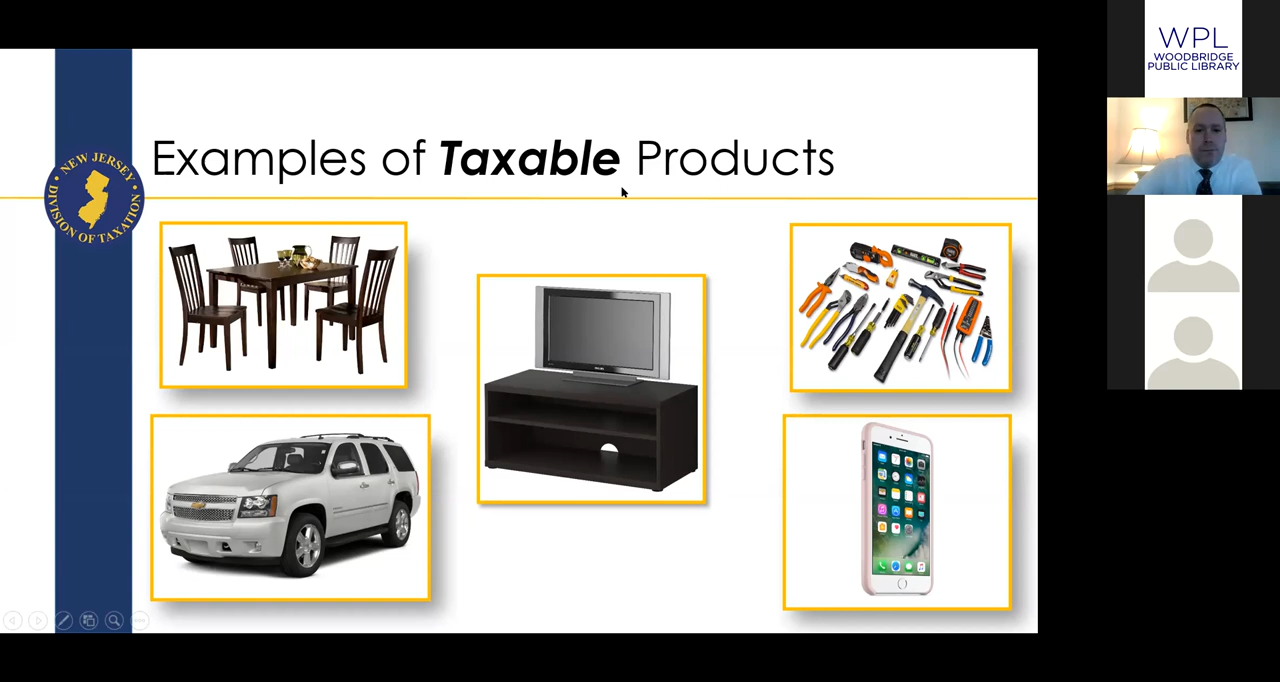 WPL
WOODBRIDGE
PUBLIC LIBRARY
Examples of Taxable Products
NEW JERSEY
DIVISION OF TAXATION